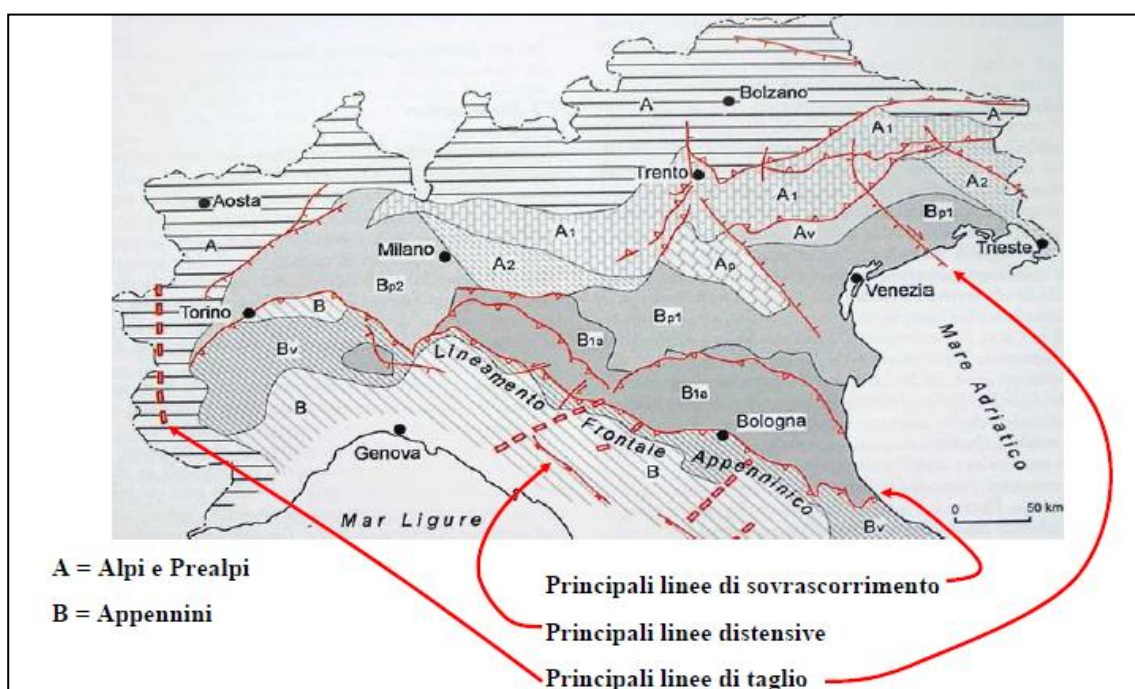 Bolzano
A
A
A1
Trento
A2
Aosta
A1
Bp1
A1
Av
Trieste
Milano
A
A2
Ap
Venezia
Bp2
Torino
B
Bp1
B1a
Bv
Lineamento
Mare Adriatico
B1a
B
Bologna
Genova
Frontale
Appenninico
B
0 50 km
Mar Ligure
Bv
A = Alpi e Prealpi
B = Appennini
Principali linee di sovrascorrimento
Principali linee distensive
Principali linee di taglio